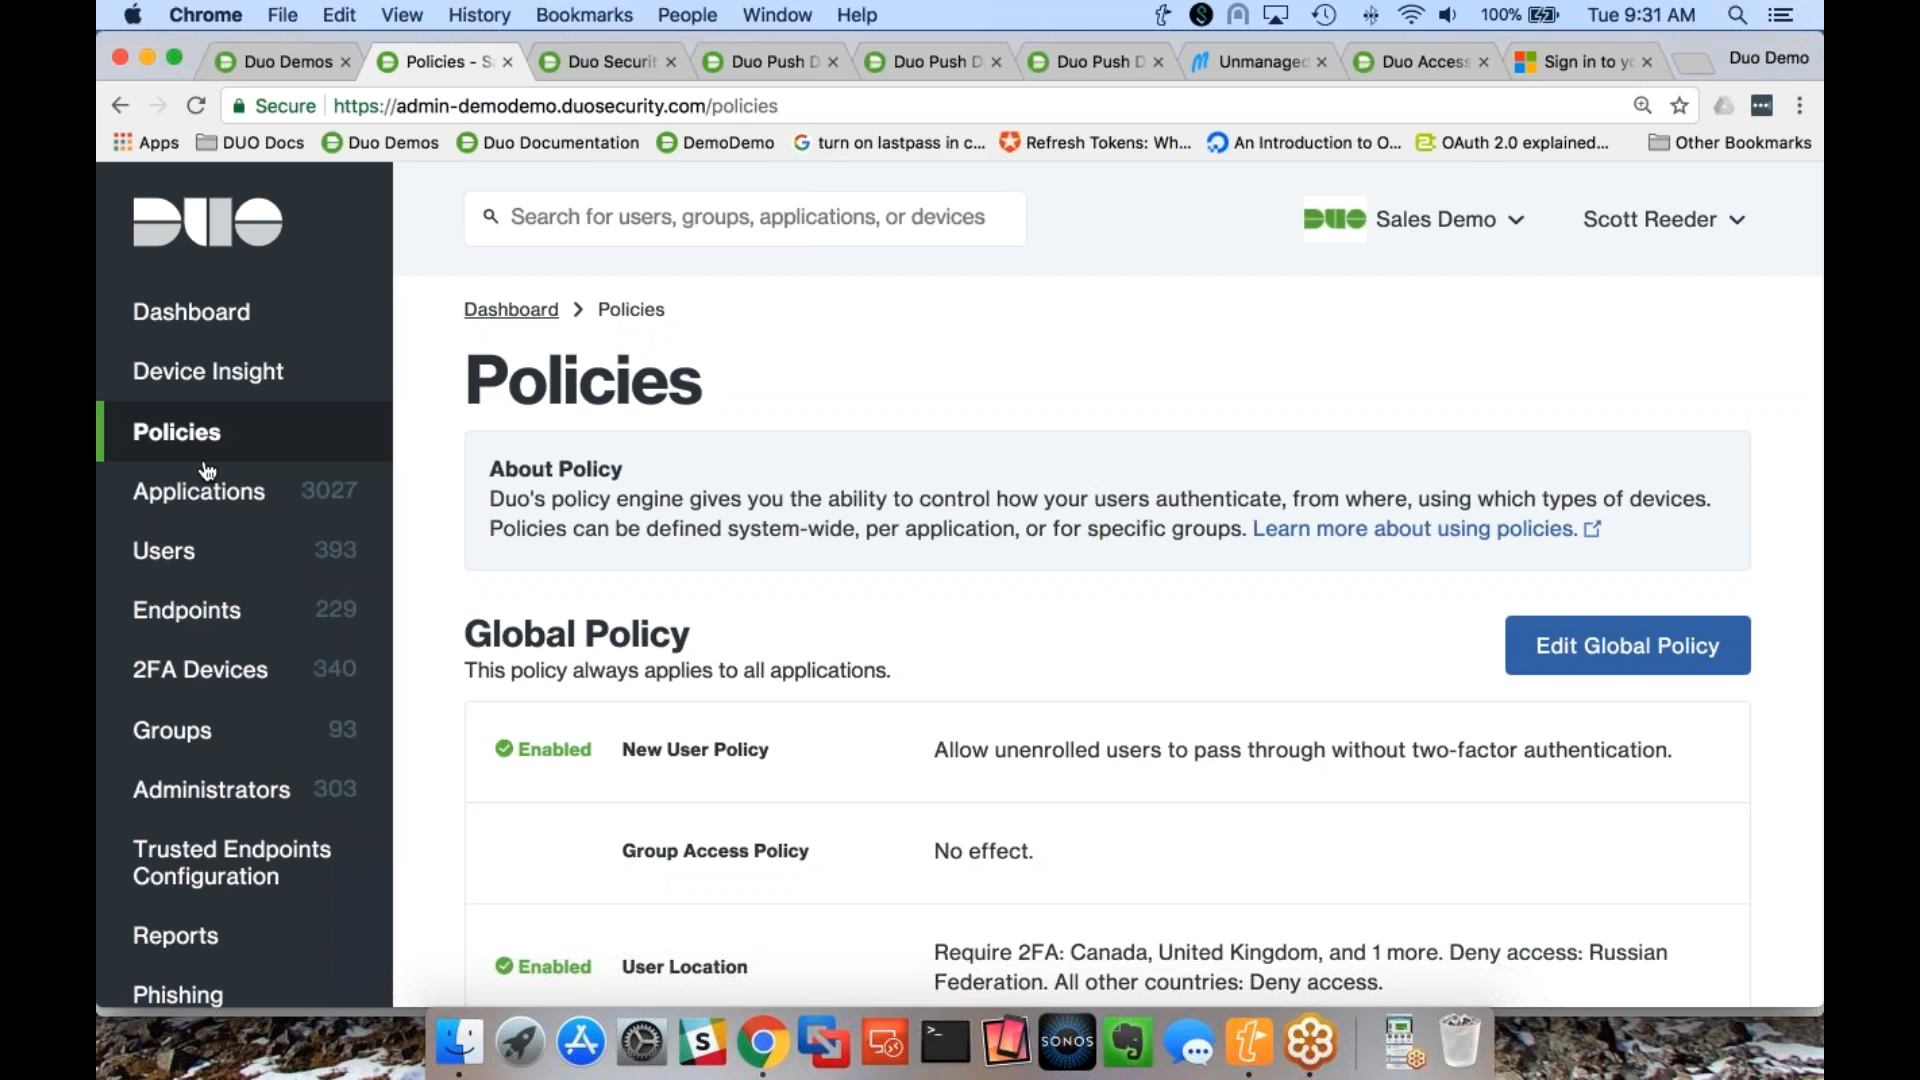 Chrome File Edit View History Bookmarks People Window Help 100% Tue 9:31 AM
Duo Demos Policies - S Duo Securit Duo Push D Duo Push D Duo Push D Unmanaged Duo Access Sign in to yo Duo Demo
Secure https://admin-demodemo.duosecurity.com/policies
Apps DUO Docs Duo Demos Duo Documentation DemoDemo turn on lastpass in c... Refresh Tokens: Wh... An Introduction to O... OAuth 2.0 explained... Other Bookmarks
DUO
Search for users, groups, applications, or devices
DUO Sales Demo Scott Reeder
Dashboard
Device Insight
Policies
Applications 3027
Users 393
Endpoints 229
2FA Devices 340
Groups 93
Administrators 303
Trusted Endpoints
Configuration
Reports
Phishing
Dashboard > Policies
Policies
About Policy
Duo's policy engine gives you the ability to control how your users authenticate, from where, using which types of devices.
Policies can be defined system-wide, per application, or for specific groups. Learn more about using policies.
Global Policy
This policy always applies to all applications.
Edit Global Policy
Enabled New User Policy Allow unenrolled users to pass through without two-factor authentication.
Group Access Policy No effect.
Enabled User Location Require 2FA: Canada, United Kingdom, and 1 more. Deny access: Russian
Federation. All other countries: Deny access.
SONOS